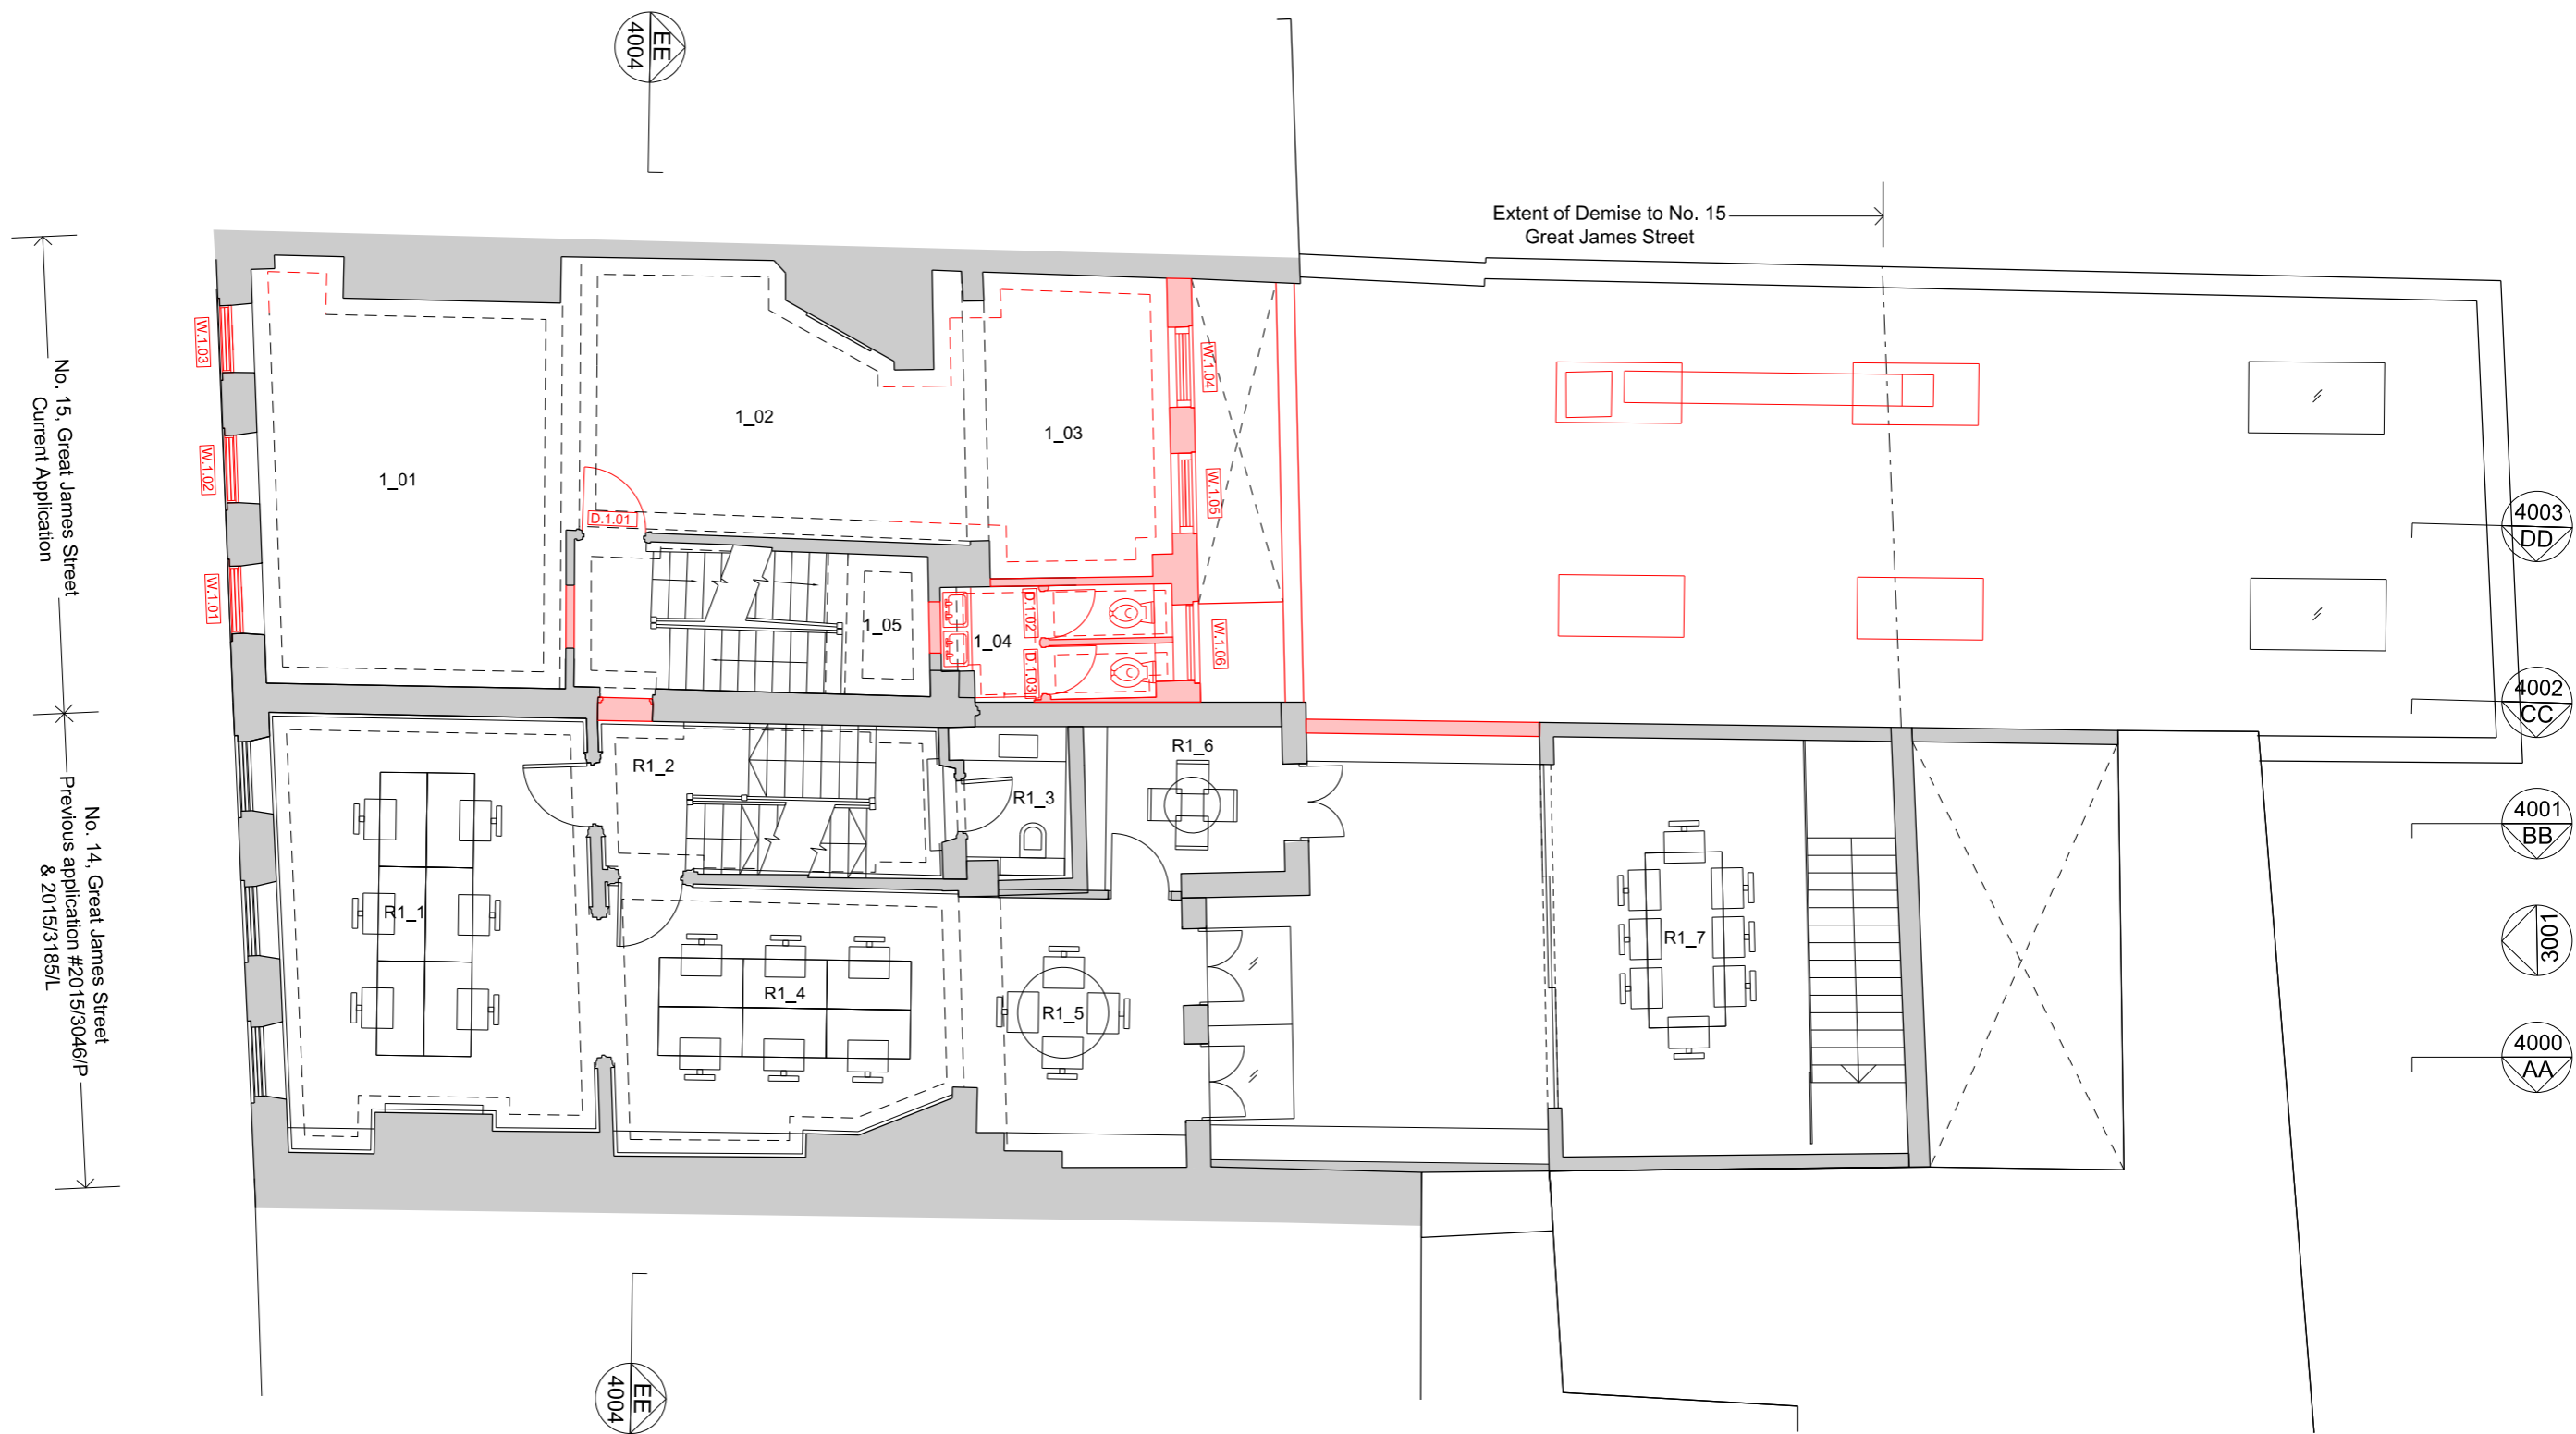 EE
4004
Extent of Demise to No. 15
Great James Street
No. 15, Great James Street
Current Application
W.1.03
W.1.02
W.1.01
1_01
1_02
1_03
W.1.04
W.1.05
D.1.01
1_05
1_04
D.1.02
D.1.03
W.1.06
4003
DD
4002
CC
4001
BB
3001
4000
AA
No. 14, Great James Street
Previous application #2015/3046/P
& 2015/3185/L
R1_1
R1_2
R1_3
R1_6
R1_4
R1_5
R1_7
EE
4004